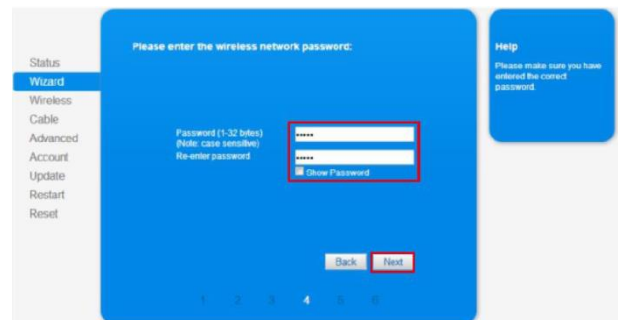 Status
Wizard
Wireless
Cable
Advanced
Account
Update
Restart
Reset
Please enter the wireless network password:
Password (1-32 bytes)
(Note: case sensitive)
•••••
Re-enter password
•••••
Show Password
Back
Next
1 2 3 4 5 6
Help
Please make sure you have
entered the correct
password.